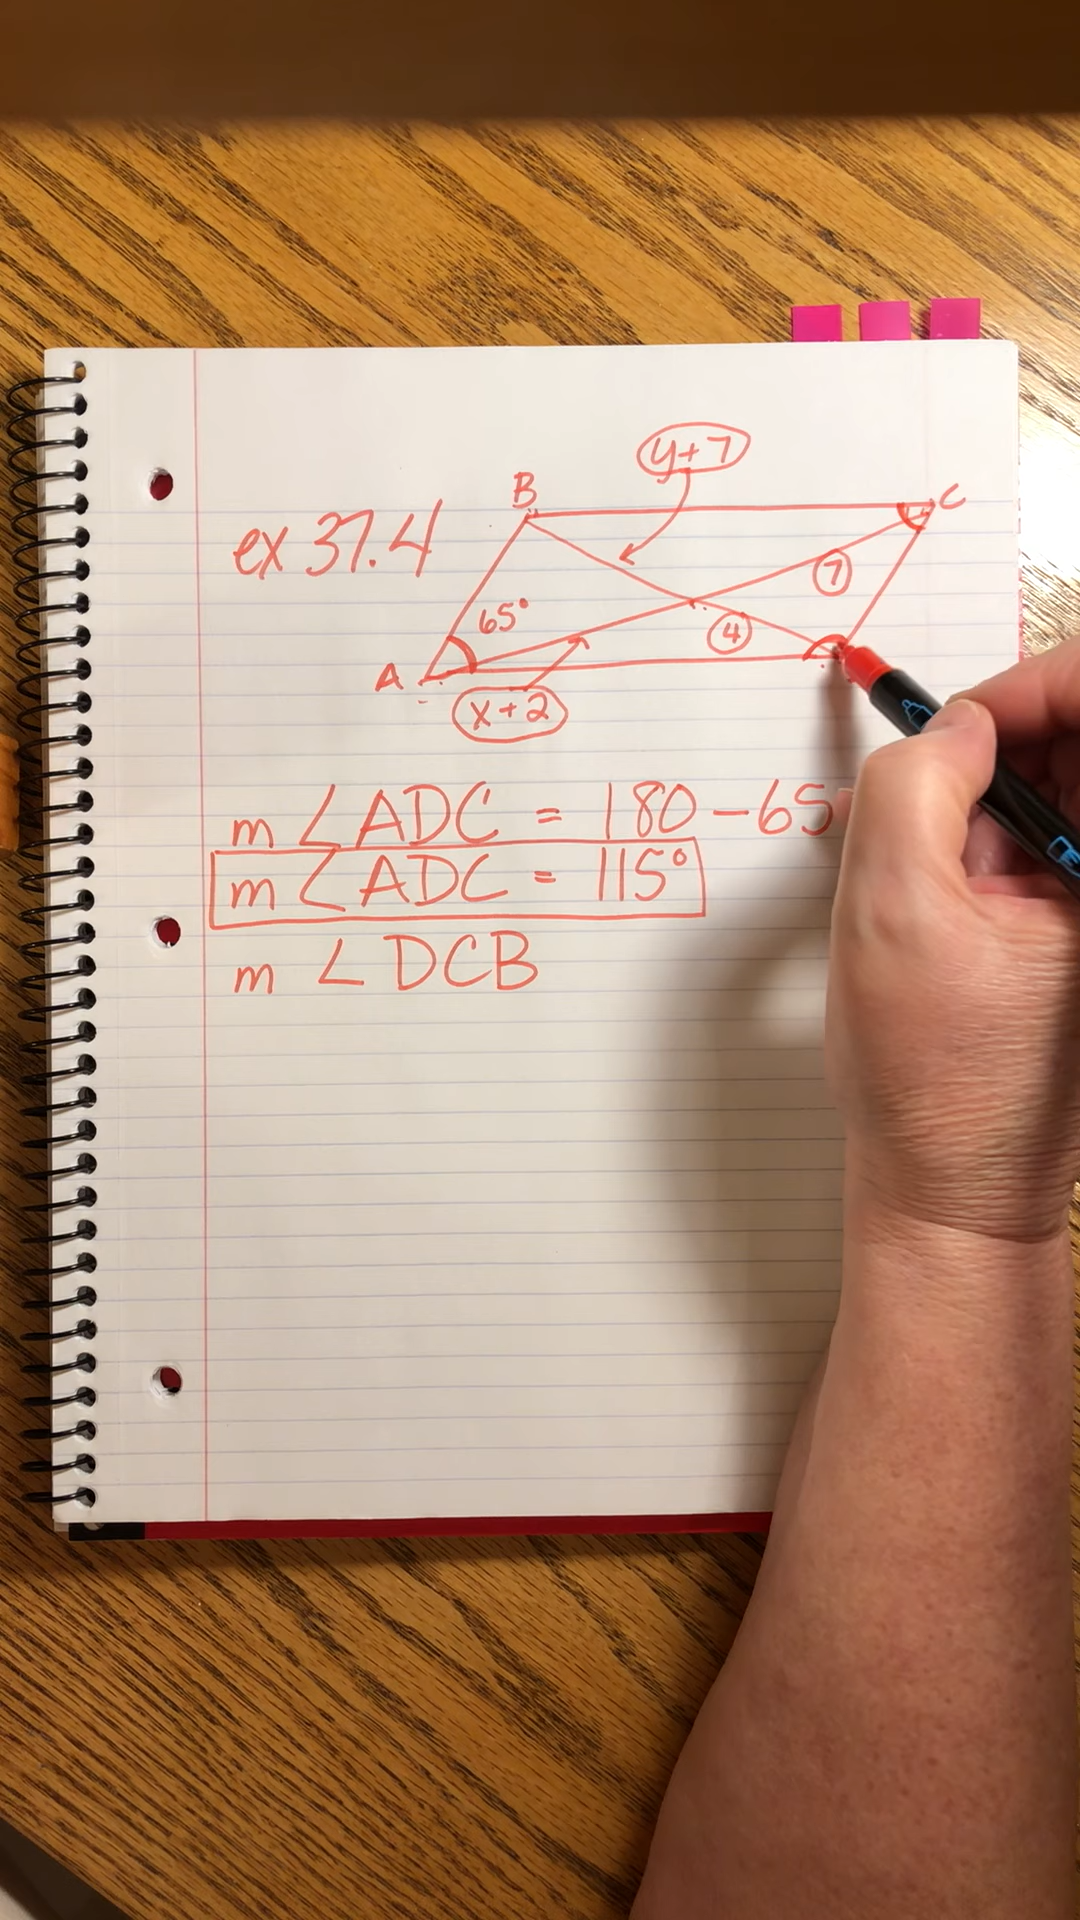 y+7
B
C
ex 37.4
7
65°
4
A
x+2
m ∠ADC = 180-65
m ∠ADC = 115°
m ∠DCB